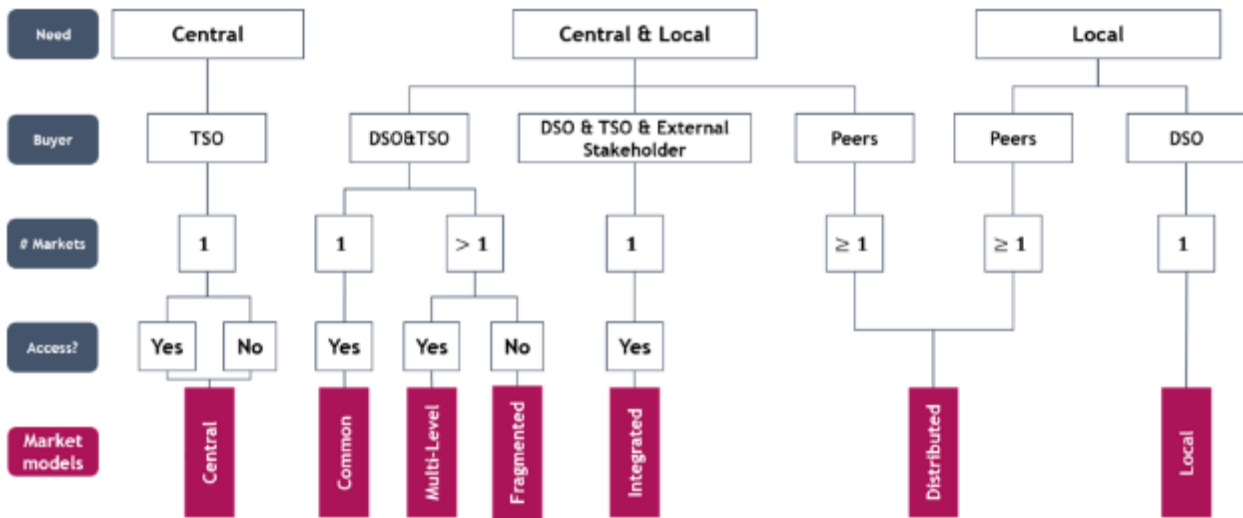 Need
Central
Central & Local
Local
Buyer
TSO
DSO&TSO
DSO & TSO & External
Stakeholder
Peers
Peers
DSO
# Markets
1
1
> 1
1
≥ 1
≥ 1
1
Access?
Yes
No
Yes
Yes
No
Yes
Market
models
Central
Common
Multi-Level
Fragmented
Integrated
Distributed
Local